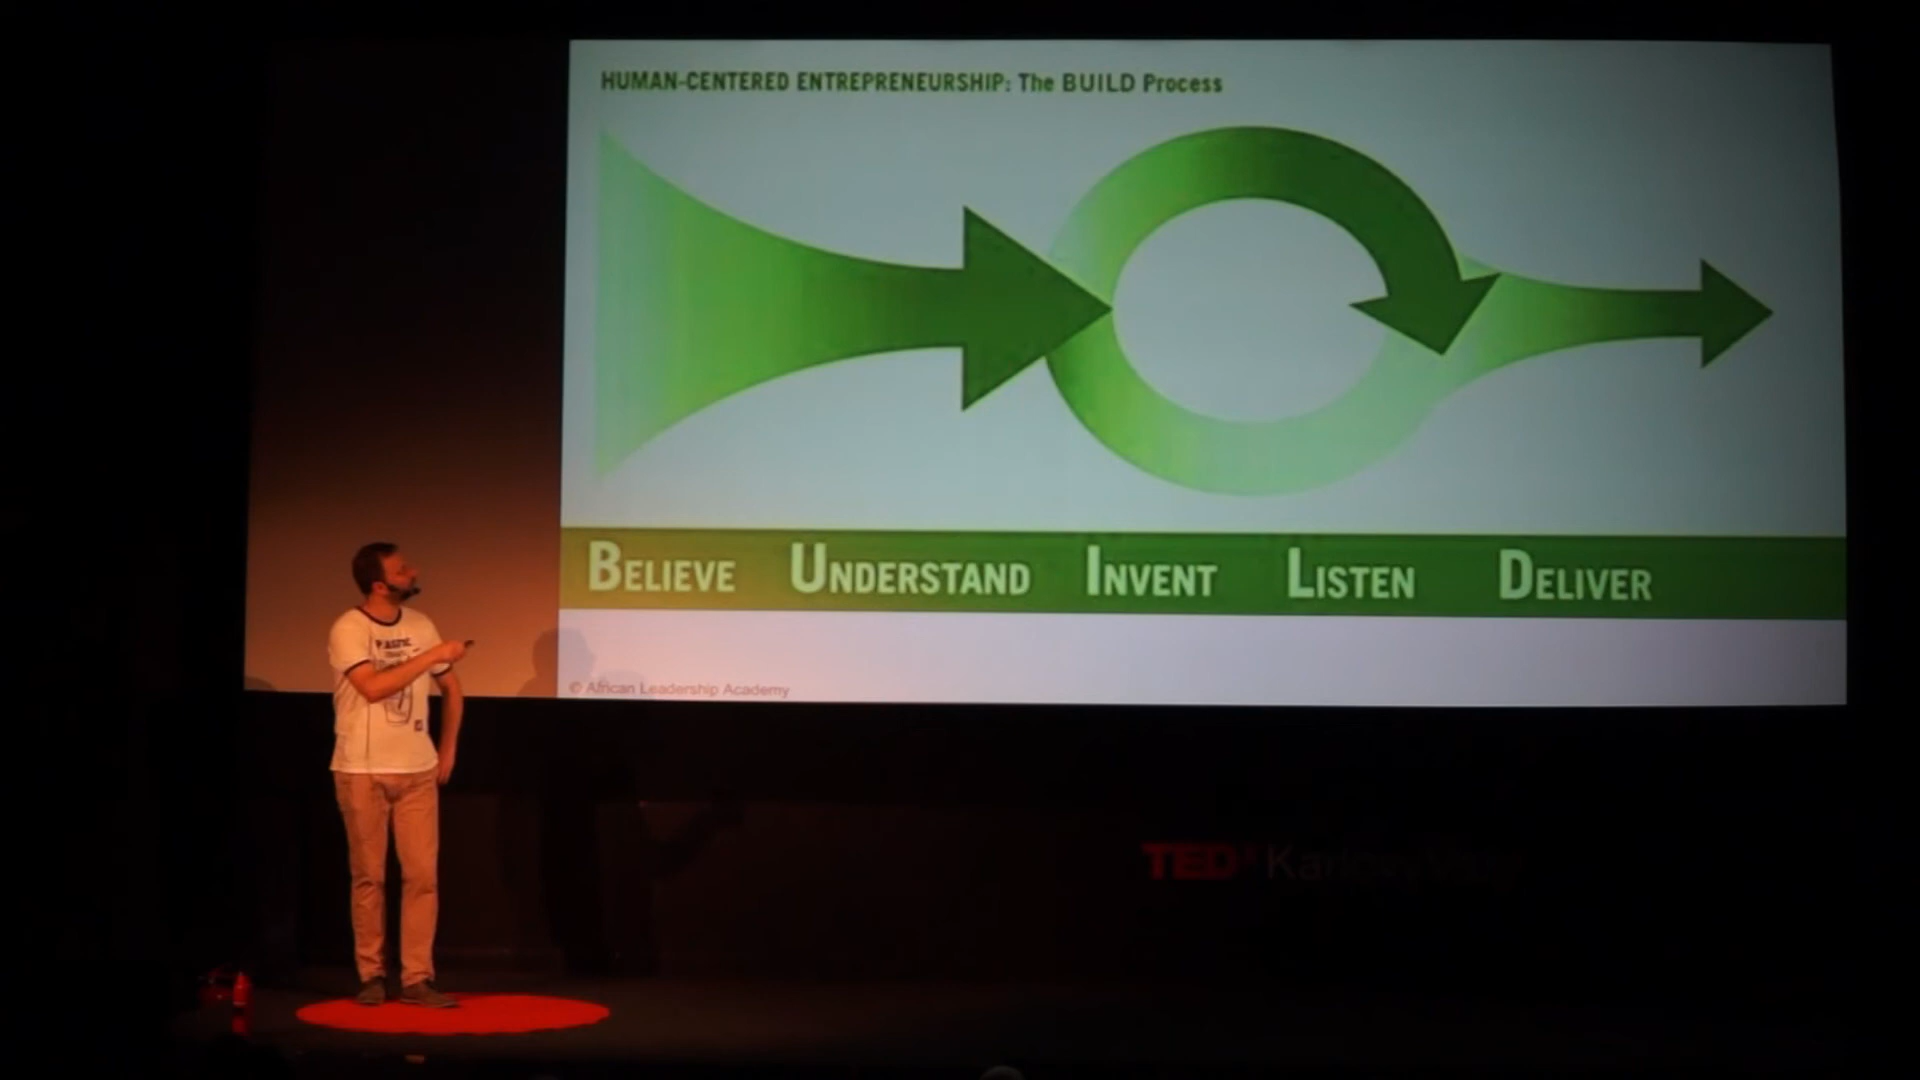 HUMAN-CENTERED ENTREPRENEURSHIP: The BUILD Process
BELIEVE UNDERSTAND INVENT LISTEN DELIVER
© African Leadership Academy
TEDx